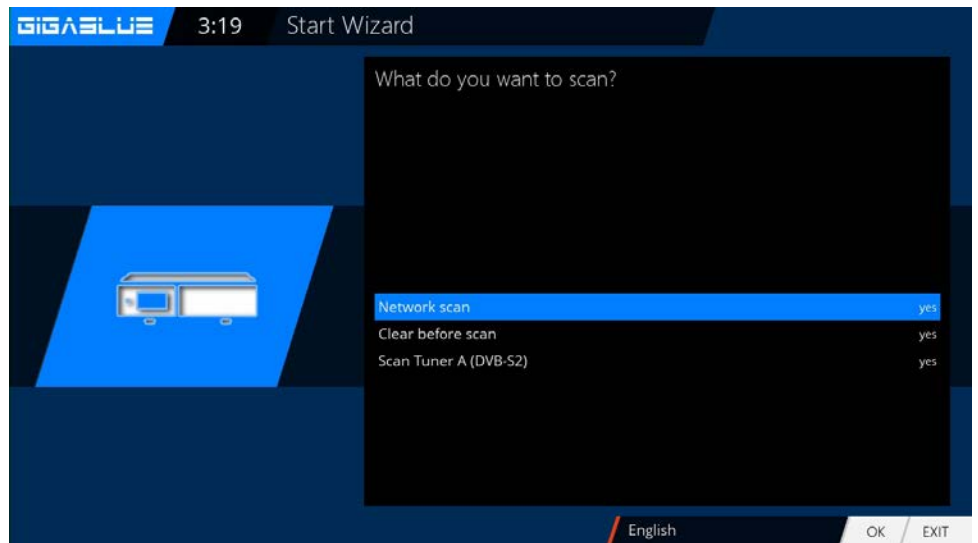 GIGABLUE 3:19 Start Wizard
What do you want to scan?
Network scan yes
Clear before scan yes
Scan Tuner A (DVB-S2) yes
English OK EXIT